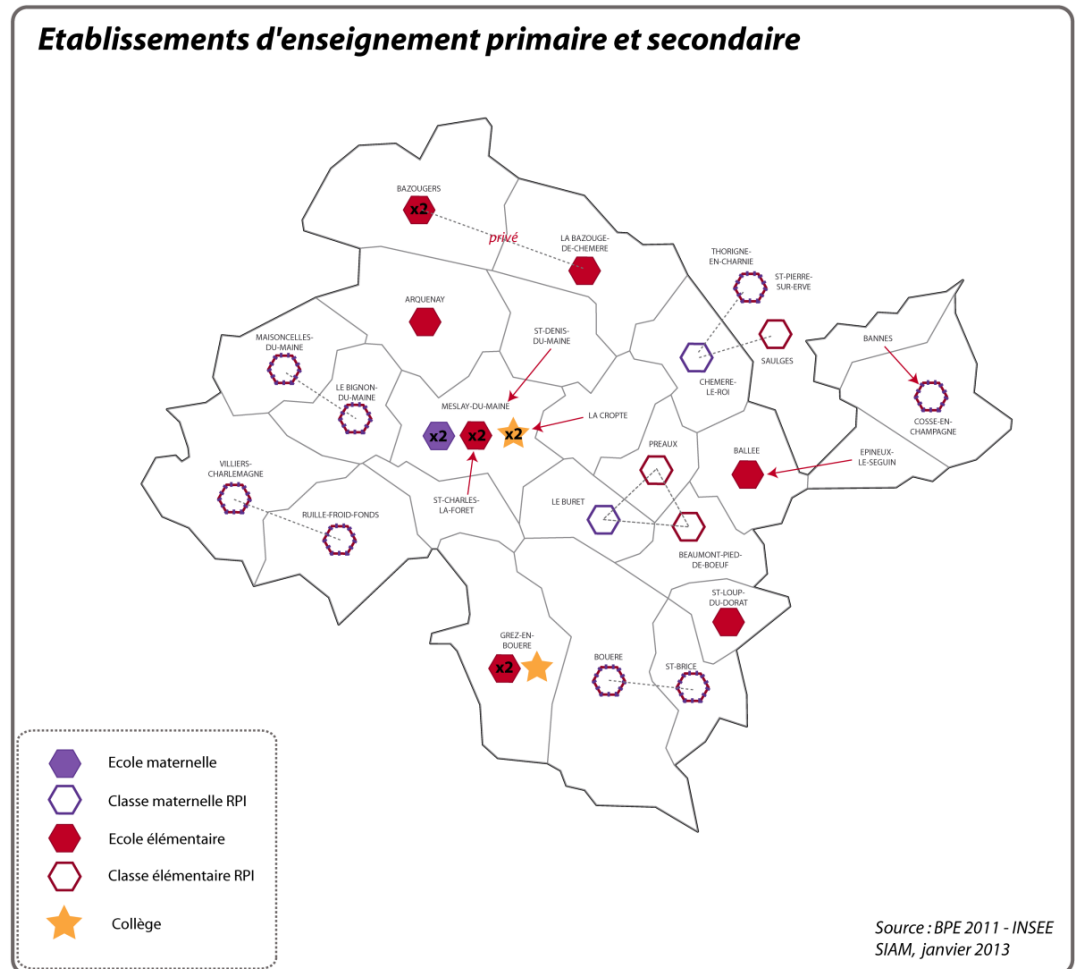 Etablissements d'enseignement primaire et secondaire
BAZOUGERS
x2
privé
LA BAZOUGE-
DE-CHEMERE
THORIGNE-
EN-CHARNIE
ST-PIERRE-
SUR-ERVE
ARQUENAY
ST-DENIS-
DU-MAINE
SAULGES
BANNES
MAISONCELLES-
DU-MAINE
LE BIGNON-
DU-MAINE
CHEMERE-
LE-ROI
MESLAY-DU-MAINE
x2
x2
x2
LA CROPTE
COSSE-EN-
CHAMPAGNE
PREAUX
BALLEE
EPINEUX-
LE-SEGUIN
VILLIERS-
CHARLEMAGNE
ST-CHARLES-
LA-FORET
LE BURET
RUILLE-FROID-FONDS
BEAUMONT-PIED-
DE-BOEUF
ST-LOUP-
DU-DORAT
GREZ-EN-
BOUERE
x2
BOUERE
ST-BRICE
Ecole maternelle
Classe maternelle RPI
Ecole élémentaire
Classe élémentaire RPI
Collège
Source : BPE 2011 - INSEE
SIAM, janvier 2013